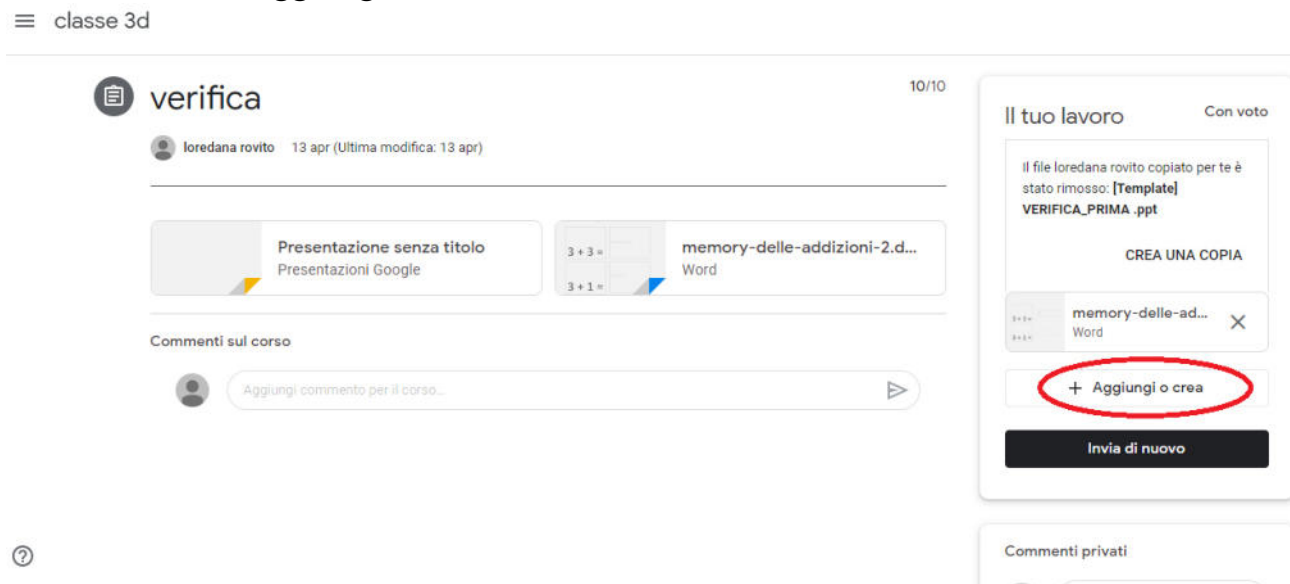 classe 3d
verifica
10/10
loredana rovito 13 apr (Ultima modifica: 13 apr)
Presentazione senza titolo
Presentazioni Google
3 + 3 =
3 + 1 =
memory-delle-addizioni-2.d...
Word
Commenti sul corso
Aggiungi commento per il corso...
Il tuo lavoro
Con voto
Il file loredana rovito copiato per te è
stato rimosso: [Template]
VERIFICA_PRIMA .ppt
CREA UNA COPIA
memory-delle-ad...
Word
+ Aggiungi o crea
Invia di nuovo
Commenti privati